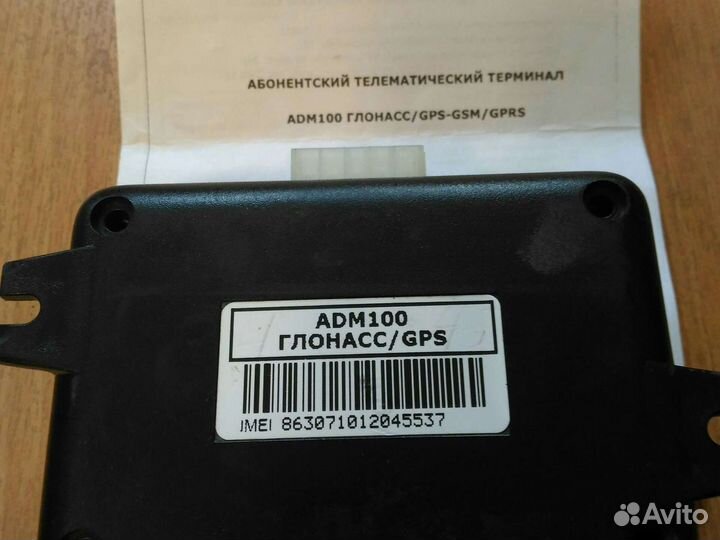 АБОНЕНТСКИЙ ТЕЛЕМАТИЧЕСКИЙ ТЕРМИНАЛ
ADM100 ГЛОНАСС/GPS-GSM/GPRS
ADM100
ГЛОНАСС/GPS
IMEI 863071012045537
Avito